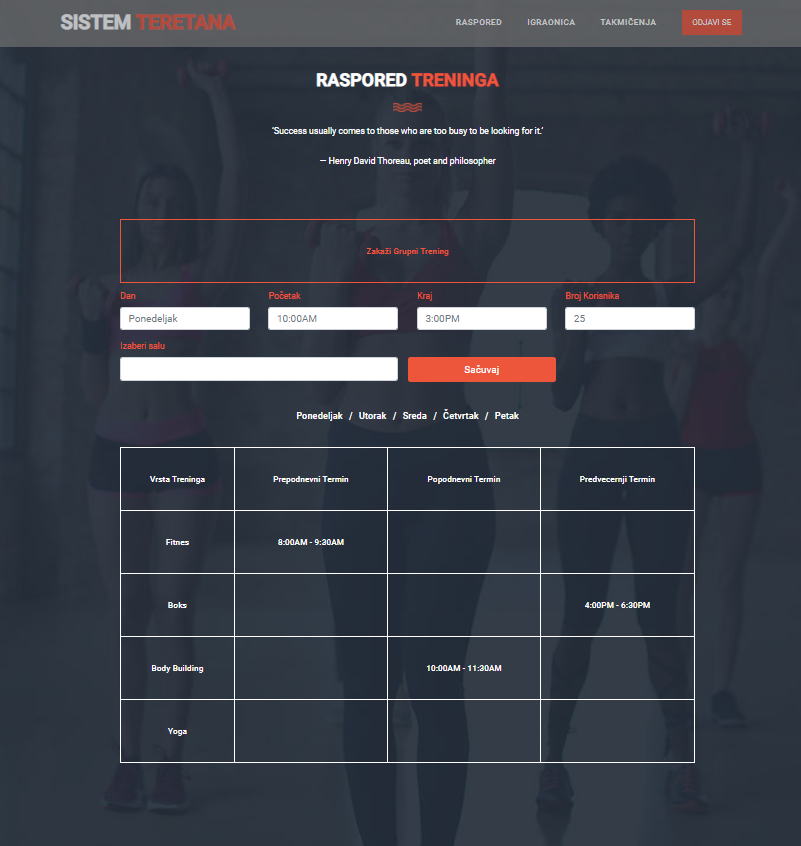 SISTEM TERETANA
RASPORED IGRAONICA TAKMIČENJA ODJAVI SE
RASPORED TRENINGA
'Success usually comes to those who are too busy to be looking for it.'
— Henry David Thoreau, poet and philosopher
Zakaži Grupni Trening
Dan Početak Kraj Broj Korisnika
Ponedeljak 10:00AM 3:00PM 25
Izaberi salu
Sačuvaj
Ponedeljak / Utorak / Sreda / Četvrtak / Petak
Vrsta Treninga Prepodnevni Termin Popodnevni Termin Predvecernji Termin
Fitnes 8:00AM - 9:30AM
Boks 4:00PM - 6:30PM
Body Building 10:00AM - 11:30AM
Yoga